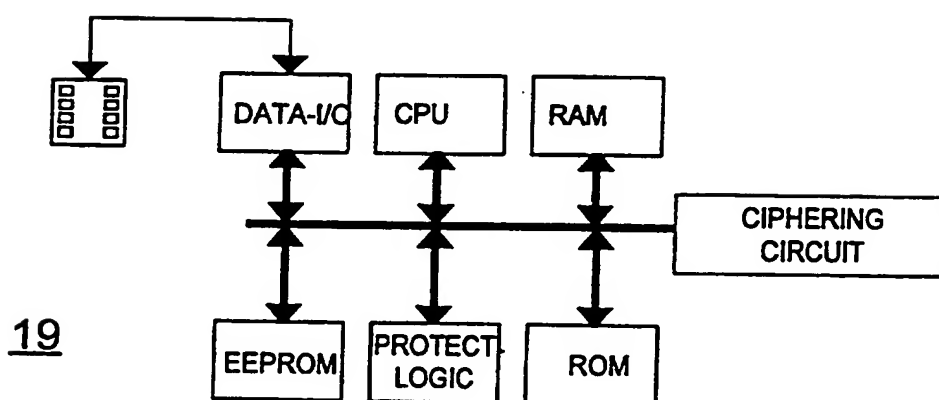 DATA-I/O
CPU
RAM
CIPHERING
CIRCUIT
19
EEPROM
PROTECT-
LOGIC
ROM